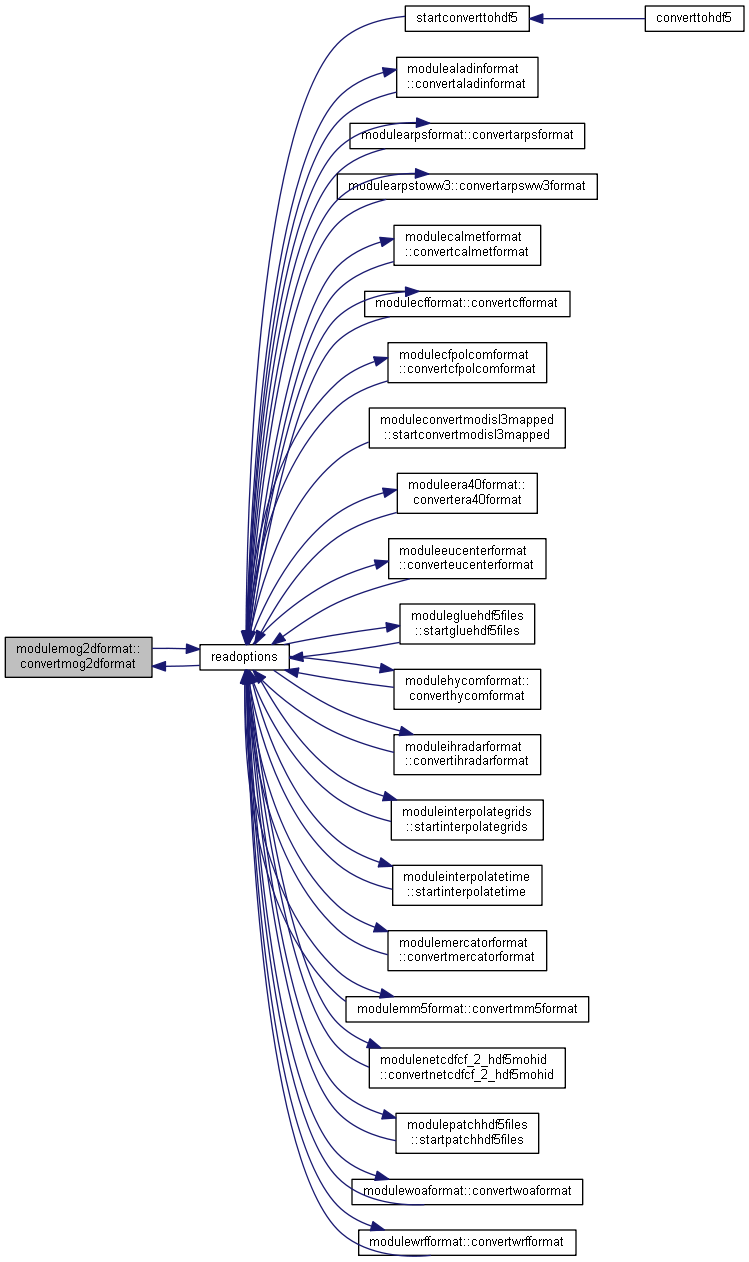 startconverttohdf5
converttohdf5
modulealadinformat
::convertaladinformat
modulearpsformat::convertarpsformat
modulearpstoww3::convertarpsww3format
modulecalmetformat
::convertcalmetformat
modulecfformat::convertcfformat
modulecfpolcomformat
::convertcfpolcomformat
moduleconvertmodisl3mapped
::startconvertmodisl3mapped
moduleera40format::
convertera40format
moduleeucenterformat
::converteucenterformat
modulegluehdf5files
::startgluehdf5files
modulemog2dformat::
convertmog2dformat
readoptions
modulehycomformat::
converthycomformat
moduleihradarformat
::convertihradarformat
moduleinterpolategrids
::startinterpolategrids
moduleinterpolatetime
::startinterpolatetime
modulemercatorformat
::convertmercatorformat
modulemm5format::convertmm5format
modulenetcdfcf_2_hdf5mohid
::convertnetcdfcf_2_hdf5mohid
modulepatchhdf5files
::startpatchhdf5files
modulewoaformat::convertwoaformat
modulewrfformat::convertwrfformat